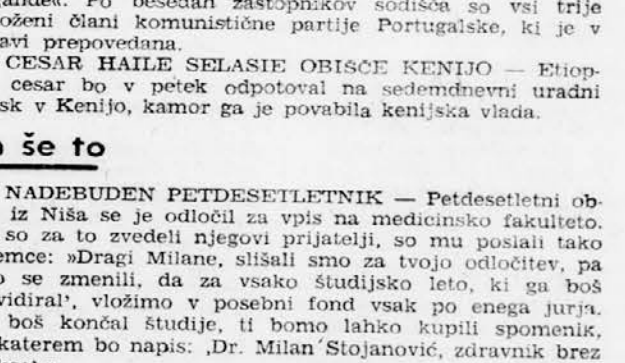 Po besedah zastopnikov sodišča so vsi trije
oženi člani komunistične partije Portugalske, ki je v
avi prepovedana.
CESAR HAILE SELASIE OBIŠČE KENIJO — Etiop-
cesar bo v petek odpotoval na sedemdnevni uradni
sk v Kenijo, kamor ga je povabila kenijska vlada.
še to
NADEBUDEN PETDESETLETNIK — Petdesetletni ob-
iz Niša se je odločil za vpis na medicinsko fakulteto.
so za to zvedeli njegovi prijatelji, so mu poslali tako
emce: »Dragi Milane, slišali smo za tvojo odločitev, pa
o se zmenili, da za vsako študijsko leto, ki ga boš
vidiral', vložimo v posebni fond vsak po enega jurja.
boš končal študije, ti bomo lahko kupili spomenik,
katerem bo napis: ,Dr. Milan Stojanović, zdravnik brez